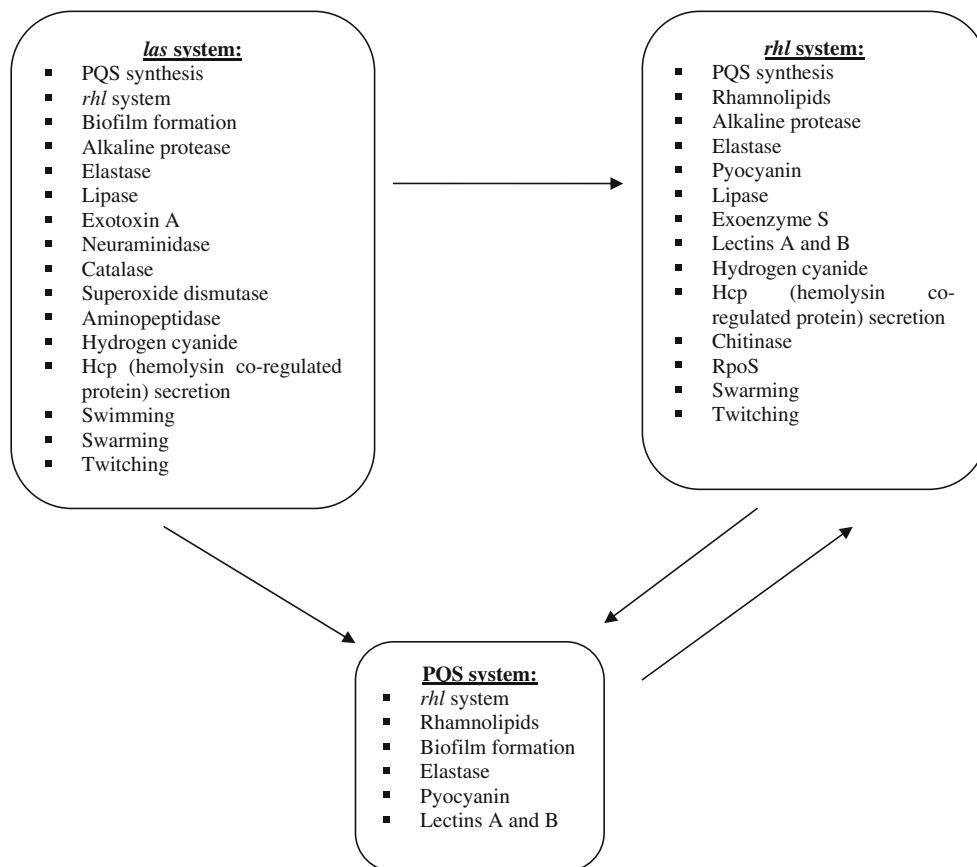 las system:
▪ PQS synthesis
▪ rhl system
▪ Biofilm formation
▪ Alkaline protease
▪ Elastase
▪ Lipase
▪ Exotoxin A
▪ Neuraminidase
▪ Catalase
▪ Superoxide dismutase
▪ Aminopeptidase
▪ Hydrogen cyanide
▪ Hcp (hemolysin co-regulated
protein) secretion
▪ Swimming
▪ Swarming
▪ Twitching
rhl system:
▪ PQS synthesis
▪ Rhamnolipids
▪ Alkaline protease
▪ Elastase
▪ Pyocyanin
▪ Lipase
▪ Exoenzyme S
▪ Lectins A and B
▪ Hydrogen cyanide
▪ Hcp (hemolysin co-
regulated protein) secretion
▪ Chitinase
▪ RpoS
▪ Swarming
▪ Twitching
PQS system:
▪ rhl system
▪ Rhamnolipids
▪ Biofilm formation
▪ Elastase
▪ Pyocyanin
▪ Lectins A and B